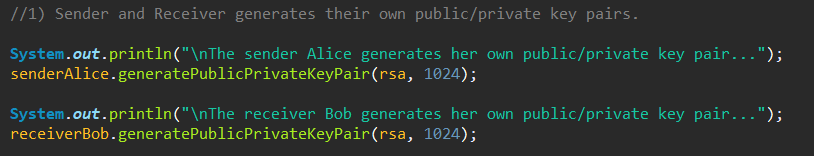 //1) Sender and Receiver generates their own public/private key pairs.
System.out.println("\nThe sender Alice generates her own public/private key pair...");
senderAlice.generatePublicPrivateKeyPair(rsa, 1024);
System.out.println("\nThe receiver Bob generates her own public/private key pair...");
receiverBob.generatePublicPrivateKeyPair(rsa, 1024);